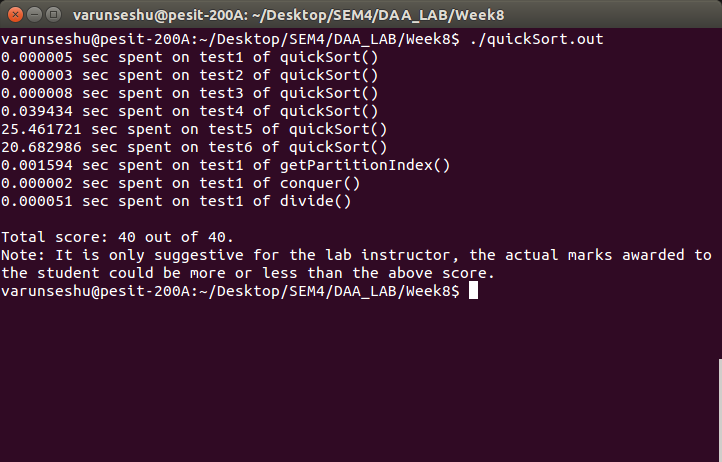 varunseshu@pesit-200A: ~/Desktop/SEM4/DAA_LAB/Week8
varunseshu@pesit-200A:~/Desktop/SEM4/DAA_LAB/Week8$ ./quickSort.out
0.000005 sec spent on test1 of quickSort()
0.000003 sec spent on test2 of quickSort()
0.000008 sec spent on test3 of quickSort()
0.039434 sec spent on test4 of quickSort()
25.461721 sec spent on test5 of quickSort()
20.682986 sec spent on test6 of quickSort()
0.001594 sec spent on test1 of getPartitionIndex()
0.000002 sec spent on test1 of conquer()
0.000051 sec spent on test1 of divide()

Total score: 40 out of 40.
Note: It is only suggestive for the lab instructor, the actual marks awarded to
the student could be more or less than the above score.
varunseshu@pesit-200A:~/Desktop/SEM4/DAA_LAB/Week8$